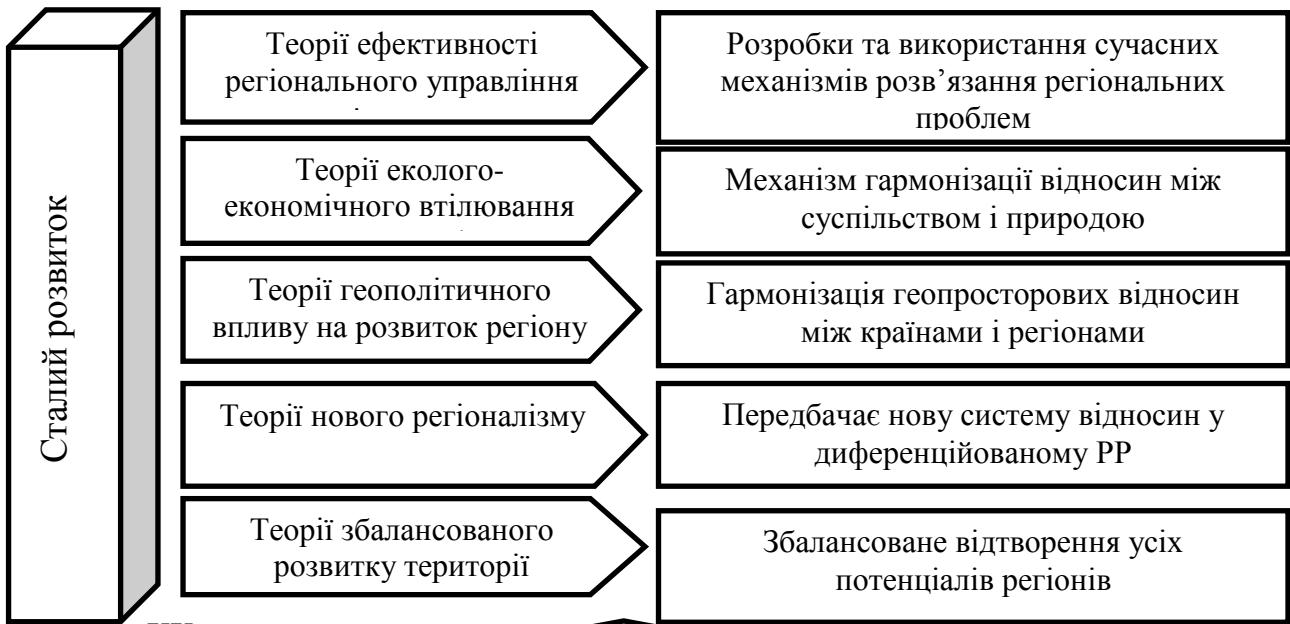 Сталий розвиток
Теорії ефективності
регіонального управління
Розробки та використання сучасних
механізмів розв’язання регіональних
проблем
Теорії еколого-
економічного втілювання
Механізм гармонізації відносин між
суспільством і природою
Теорії геополітичного
впливу на розвиток регіону
Гармонізація геопросторових відносин
між країнами і регіонами
Теорії нового регіоналізму
Передбачає нову систему відносин у
диференційованому РР
Теорії збалансованого
розвитку території
Збалансоване відтворення усіх
потенціалів регіонів